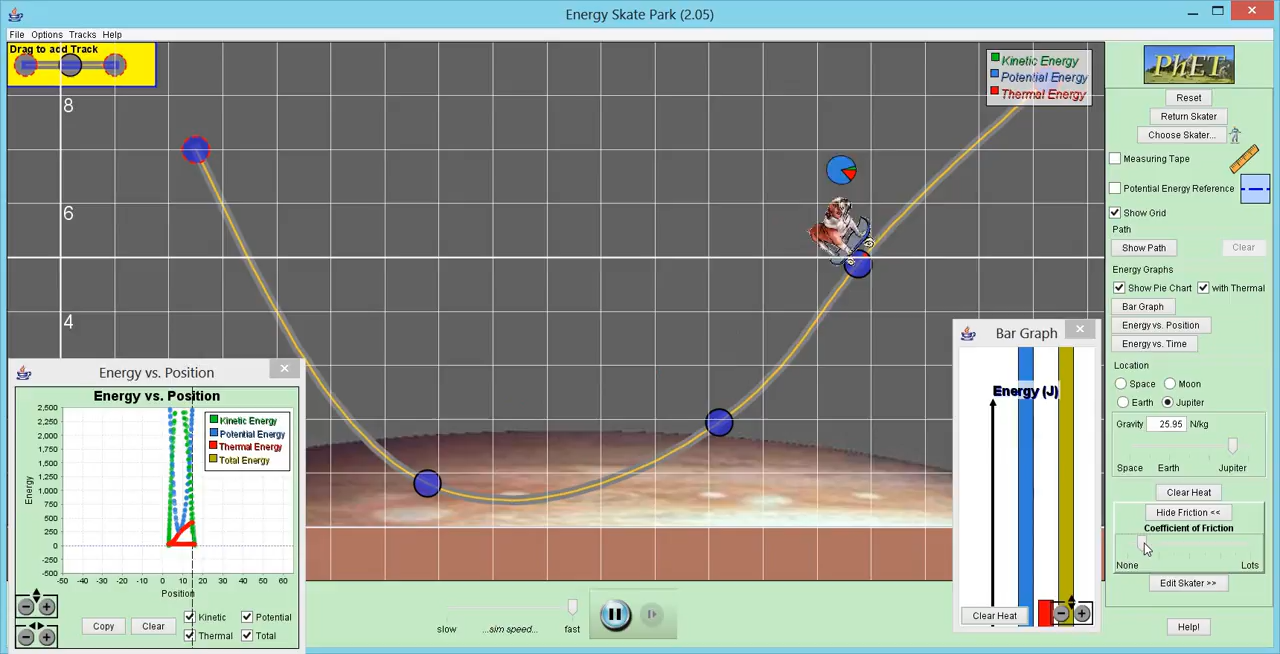 Energy Skate Park (2.05)
File Options Tracks Help
Drag to add Track
8
6
4
Kinetic Energy
Potential Energy
Thermal Energy
PhET
Reset
Return Skater
Choose Skater...
Measuring Tape
Potential Energy Reference
Show Grid
Path
Show Path Clear
Energy Graphs
Show Pie Chart with Thermal
Bar Graph
Energy vs. Position
Energy vs. Time
Location
Space Moon
Earth Jupiter
Gravity 25.95 N/kg
Space Earth Jupiter
Clear Heat
Hide Friction <<
Coefficient of Friction
None Lots
Edit Skater >>
Help!
Energy vs. Position
Energy vs. Position
2,500
2,250
2,000
1,750
1,500
1,250
1,000
750
500
250
0
-250
-500
Energy
Kinetic Energy
Potential Energy
Thermal Energy
Total Energy
-50 -40 -30 -20 -10 0 10 20 30 40 50 60
Position
Copy Clear
Kinetic Potential
Thermal Total
slow ...sim speed... fast
Bar Graph
Energy (J)
Clear Heat